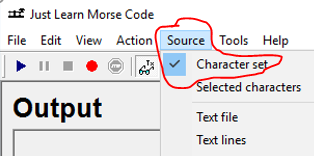 Just Learn Morse Code
File Edit View Action Source Tools Help
Character set
Selected characters
Text file
Text lines
Output